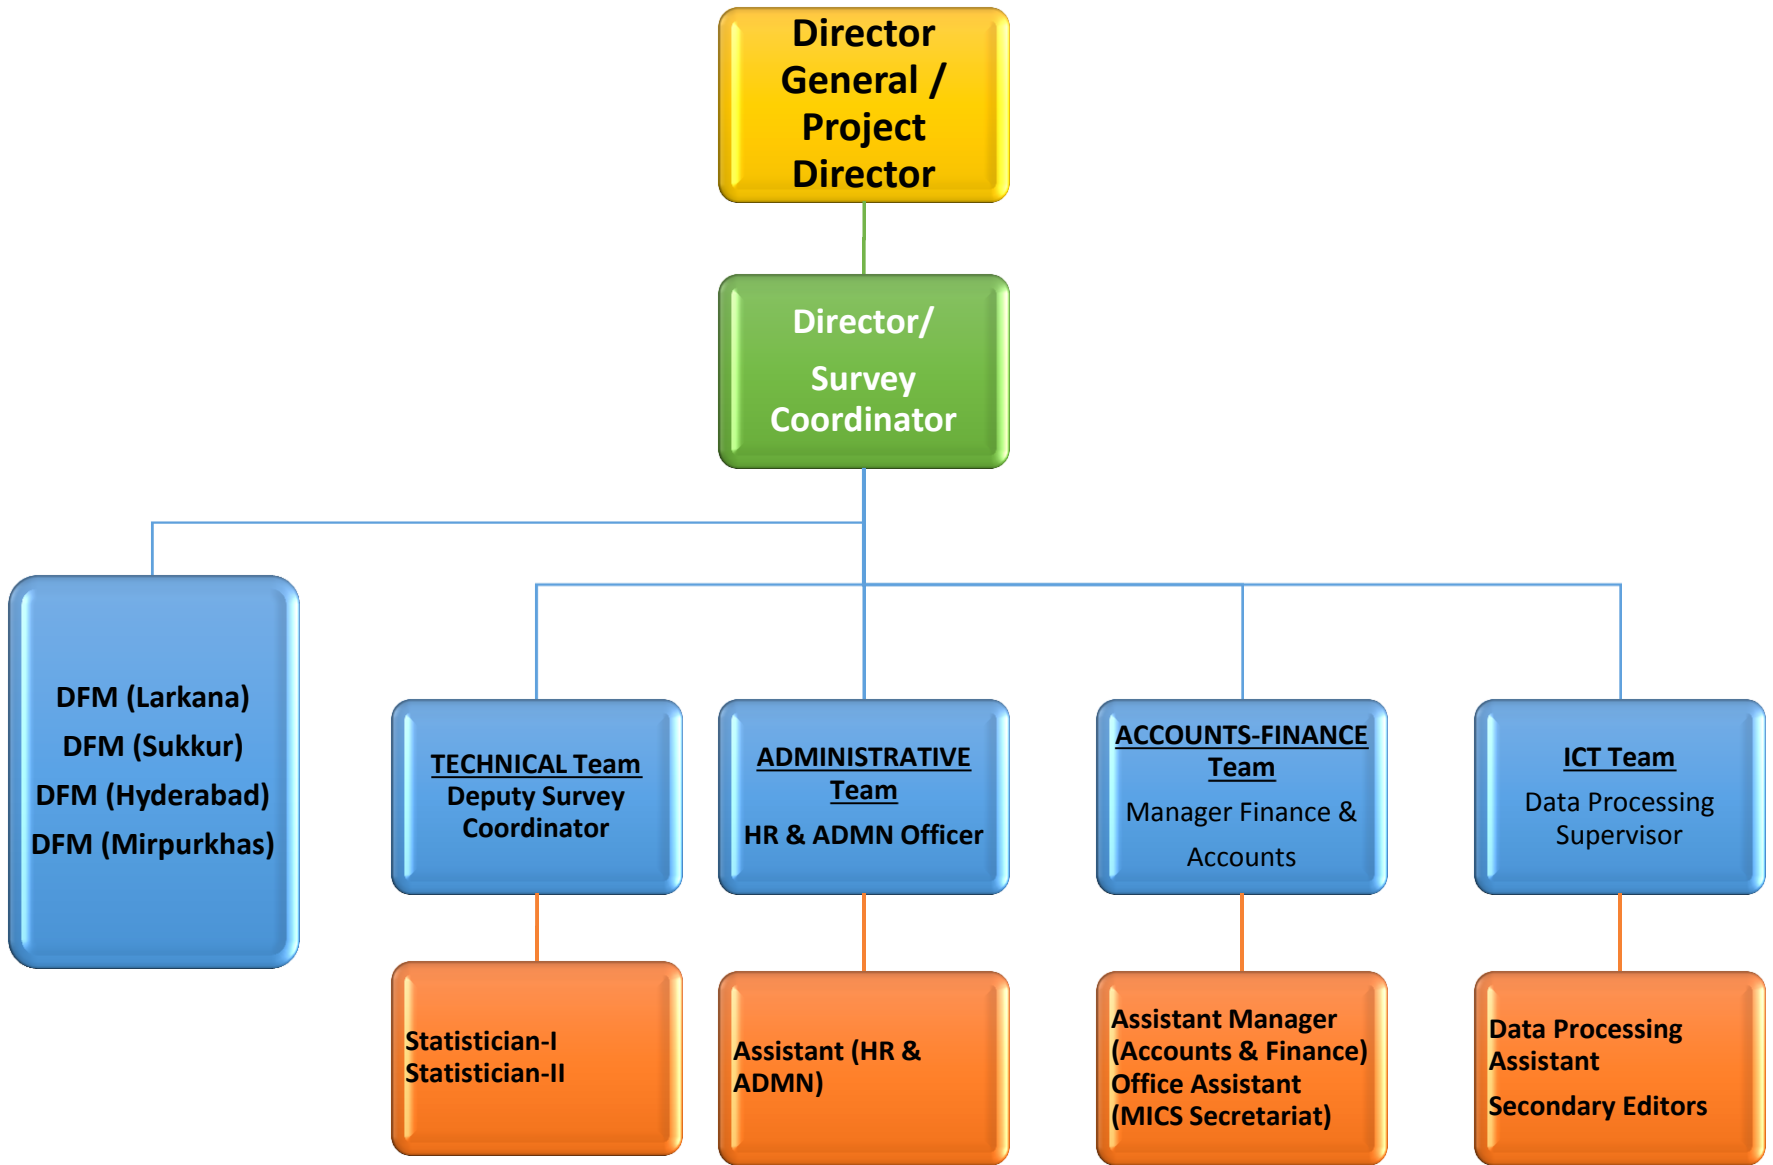 Director
General /
Project
Director
Director/
Survey
Coordinator
DFM (Larkana)
DFM (Sukkur)
DFM (Hyderabad)
DFM (Mirpurkhas)
TECHNICAL Team
Deputy Survey
Coordinator
ADMINISTRATIVE
Team
HR & ADMN Officer
ACCOUNTS-FINANCE
Team
Manager Finance &
Accounts
ICT Team
Data Processing
Supervisor
Statistician-I
Statistician-II
Assistant (HR &
ADMN)
Assistant Manager
(Accounts & Finance)
Office Assistant
(MICS Secretariat)
Data Processing
Assistant
Secondary Editors